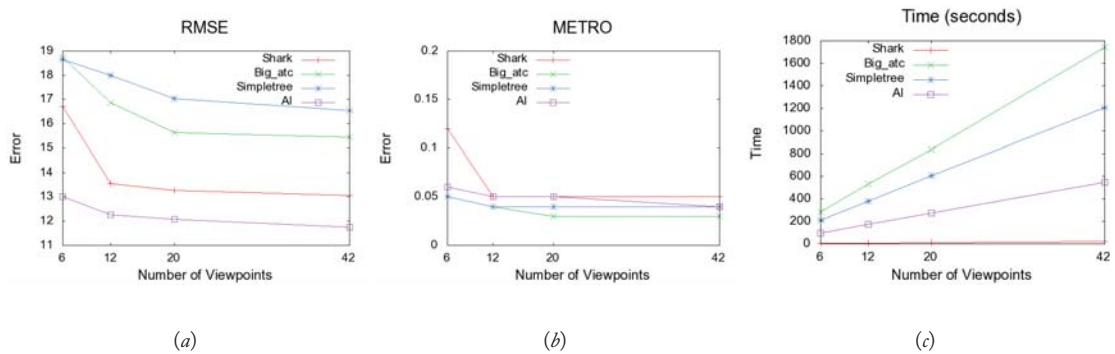 RMSE
19
18
17
16
15
14
13
12
11
Error
Shark
Big_atc
Simpletree
Al
6
12
20
42
Number of Viewpoints
(a)
METRO
0.2
0.15
0.1
0.05
0
Error
Shark
Big_atc
Simpletree
Al
6
12
20
42
Number of Viewpoints
(b)
Time (seconds)
1800
1600
1400
1200
1000
800
600
400
200
0
Time
Shark
Big_atc
Simpletree
Al
6
12
20
42
Number of Viewpoints
(c)